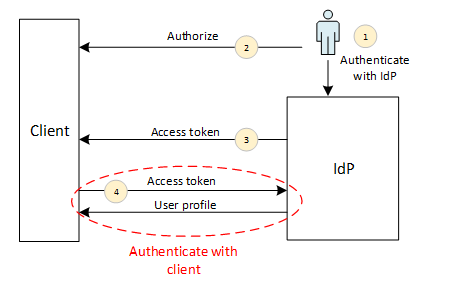 Authorize
2
1
Authenticate
with IdP
Client
Access token
3
IdP
Access token
4
User profile
Authenticate with
client